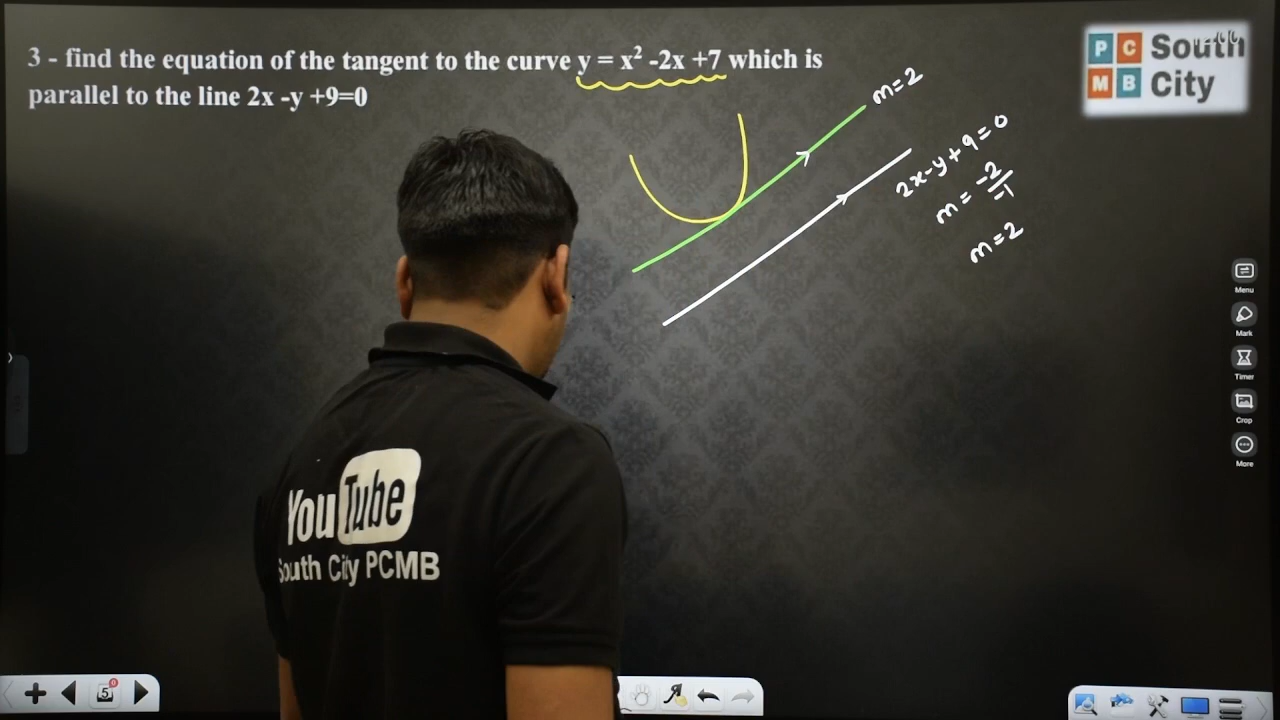 3 - find the equation of the tangent to the curve y = x² -2x +7 which is
parallel to the line 2x -y +9=0
P C South
M B City
m=2
2x-y+9=0
m = -2/-1
m=2
Menu
Mark
Timer
Crop
More
YouTube
South City PCMB
5